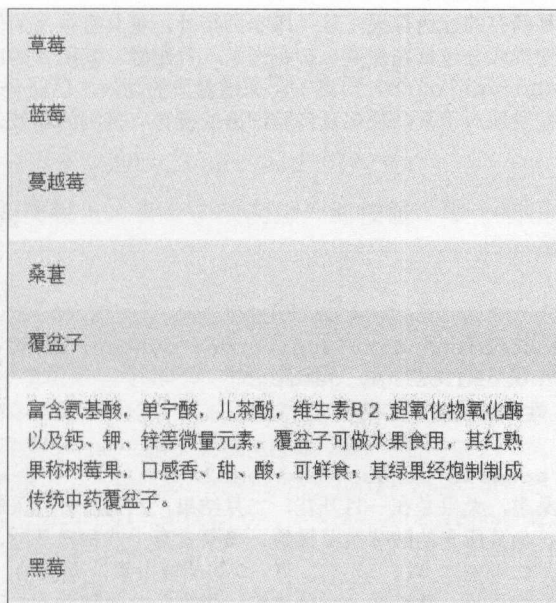 草莓
蓝莓
蔓越莓
桑葚
覆盆子
富含氨基酸，单宁酸，儿茶酚，维生素B 2，超氧化物氧化酶
以及钙、钾、锌等微量元素，覆盆子可做水果食用，其红熟
果称树莓果，口感香、甜、酸，可鲜食；其绿果经炮制制成
传统中药覆盆子。
黑莓